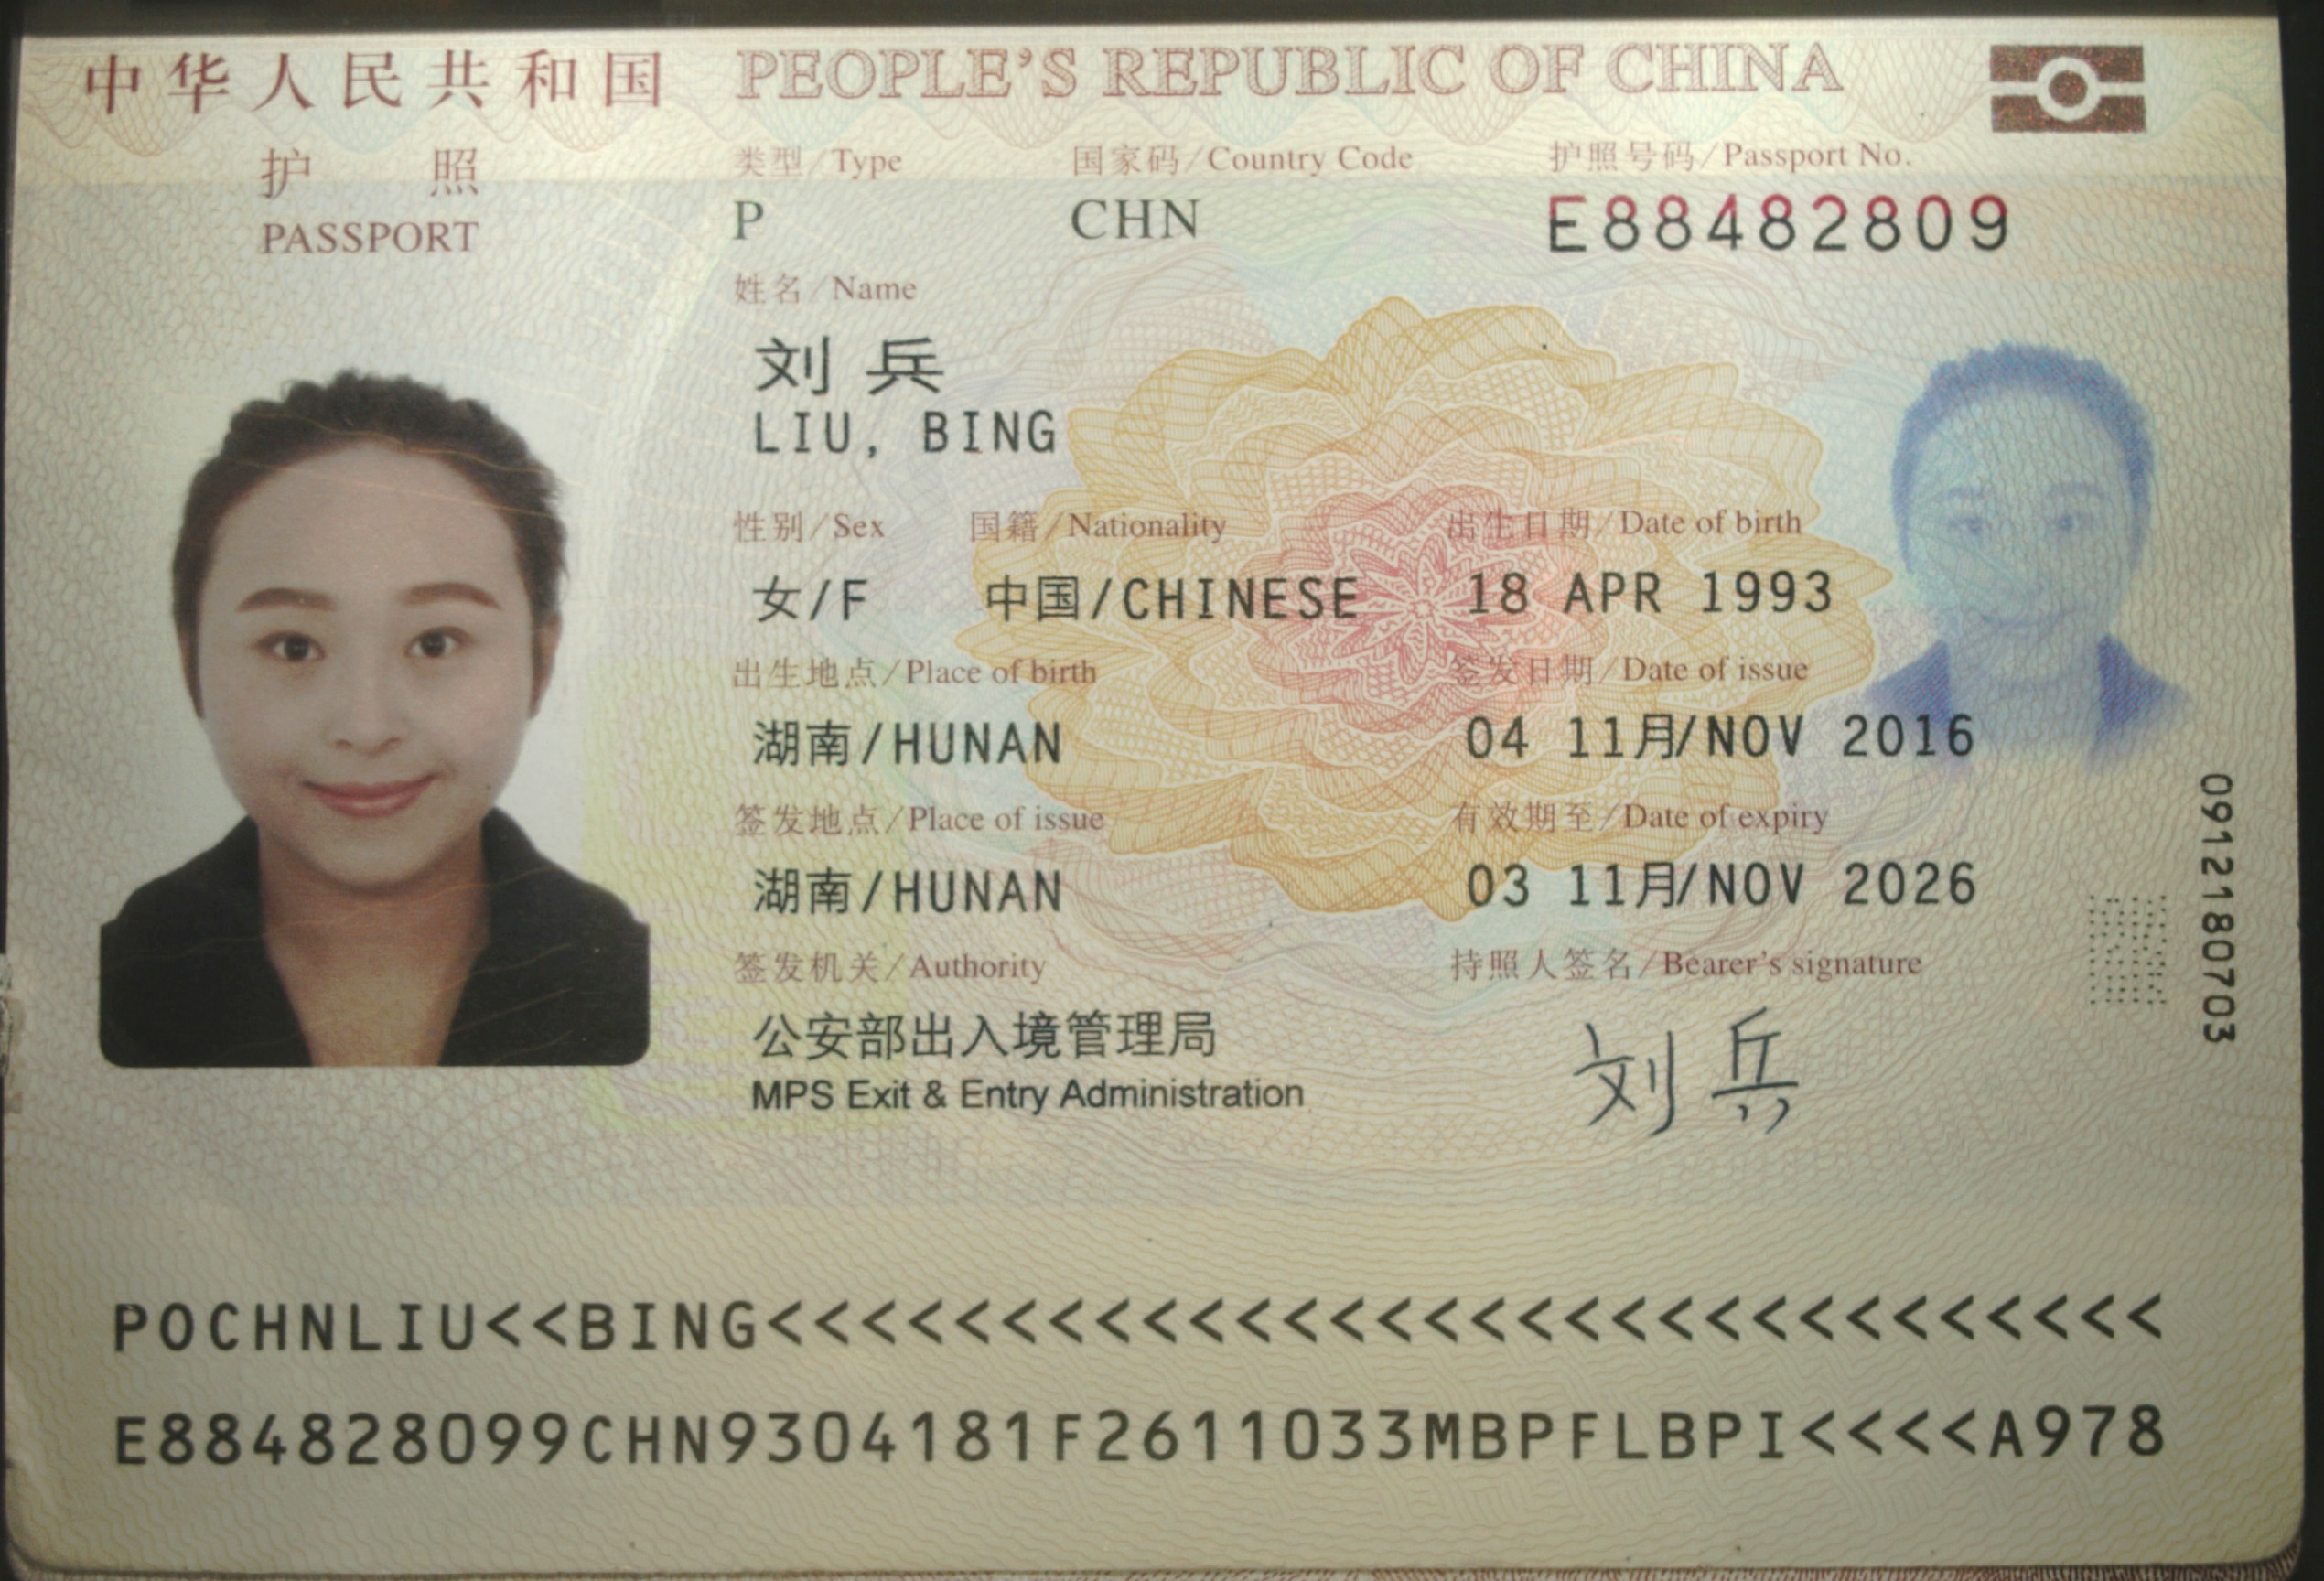 中华人民共和国 PEOPLE'S REPUBLIC OF CHINA
护 照
PASSPORT
类型/Type 国家码/Country Code 护照号码/Passport No.
P CHN E88482809
姓名/Name
刘 兵
LIU, BING
性别/Sex 国籍/Nationality 出生日期/Date of birth
女/F 中国/CHINESE 18 APR 1993
出生地点/Place of birth 签发日期/Date of issue
湖南/HUNAN 04 11月/NOV 2016
签发地点/Place of issue 有效期至/Date of expiry
湖南/HUNAN 03 11月/NOV 2026
签发机关/Authority 持照人签名/Bearer's signature
公安部出入境管理局
MPS Exit & Entry Administration
刘兵
0912180703
POCHNLIU<<BING<<<<<<<<<<<<<<<<<<<<<<<<<<<<<<
E884828099CHN9304181F2611033MBPFLBPI<<<<A978